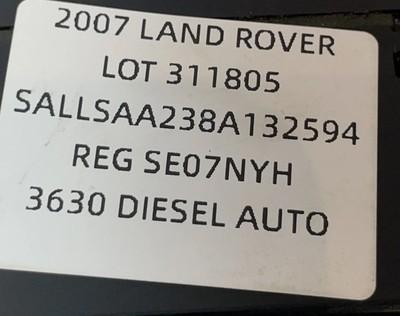 2007 LAND ROVER
LOT 311805
SALLSAA238A132594
REG SE07NYH
3630 DIESEL AUTO